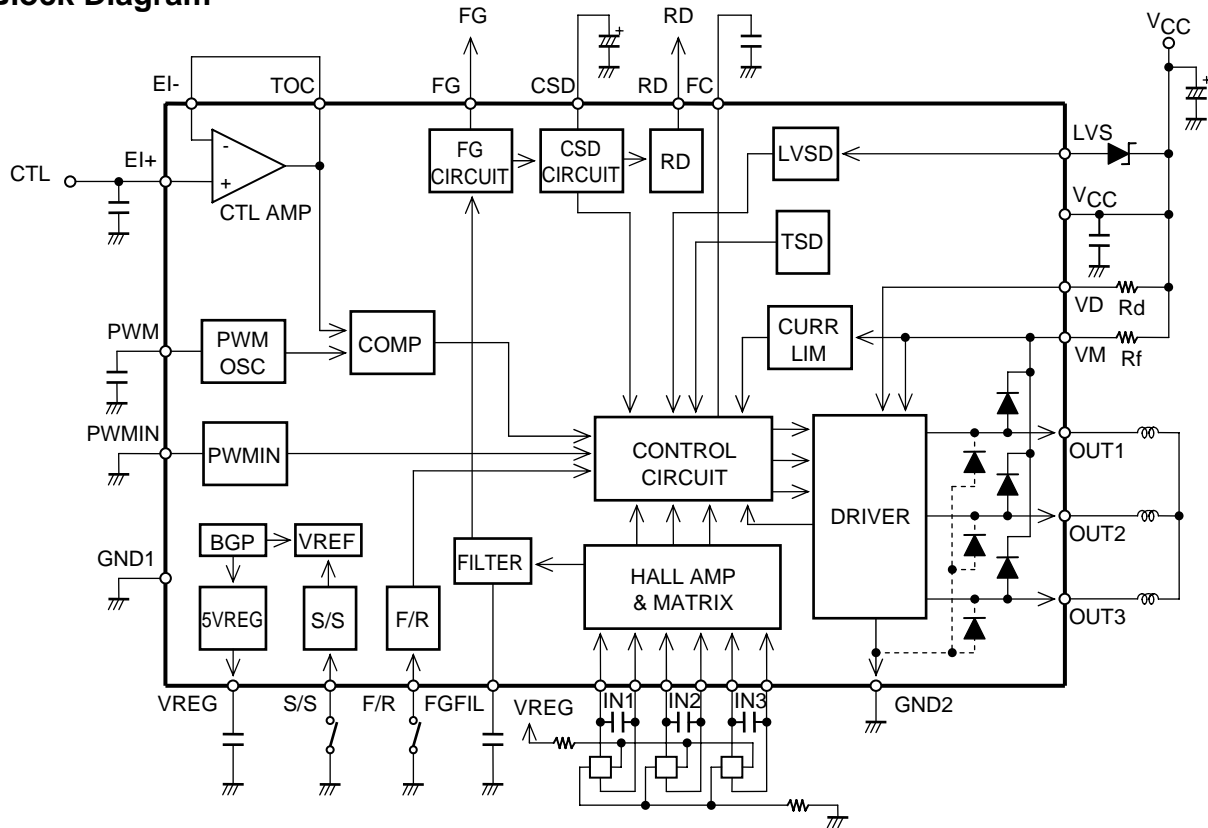 Block Diagram
FG
RD
VCC
EI-
TOC
FG
CSD
RD
FC
LVS
CTL
EI+
-
+
CTL AMP
FG
CIRCUIT
CSD
CIRCUIT
RD
LVSD
VCC
TSD
VD
Rd
PWM
PWM
OSC
COMP
CURR
LIM
VM
Rf
PWMIN
PWMIN
CONTROL
CIRCUIT
DRIVER
OUT1
OUT2
OUT3
GND1
BGP
VREF
FILTER
HALL AMP
& MATRIX
5VREG
S/S
F/R
VREG
S/S
F/R
FGFIL
IN1
IN2
IN3
GND2
VREG
+
+